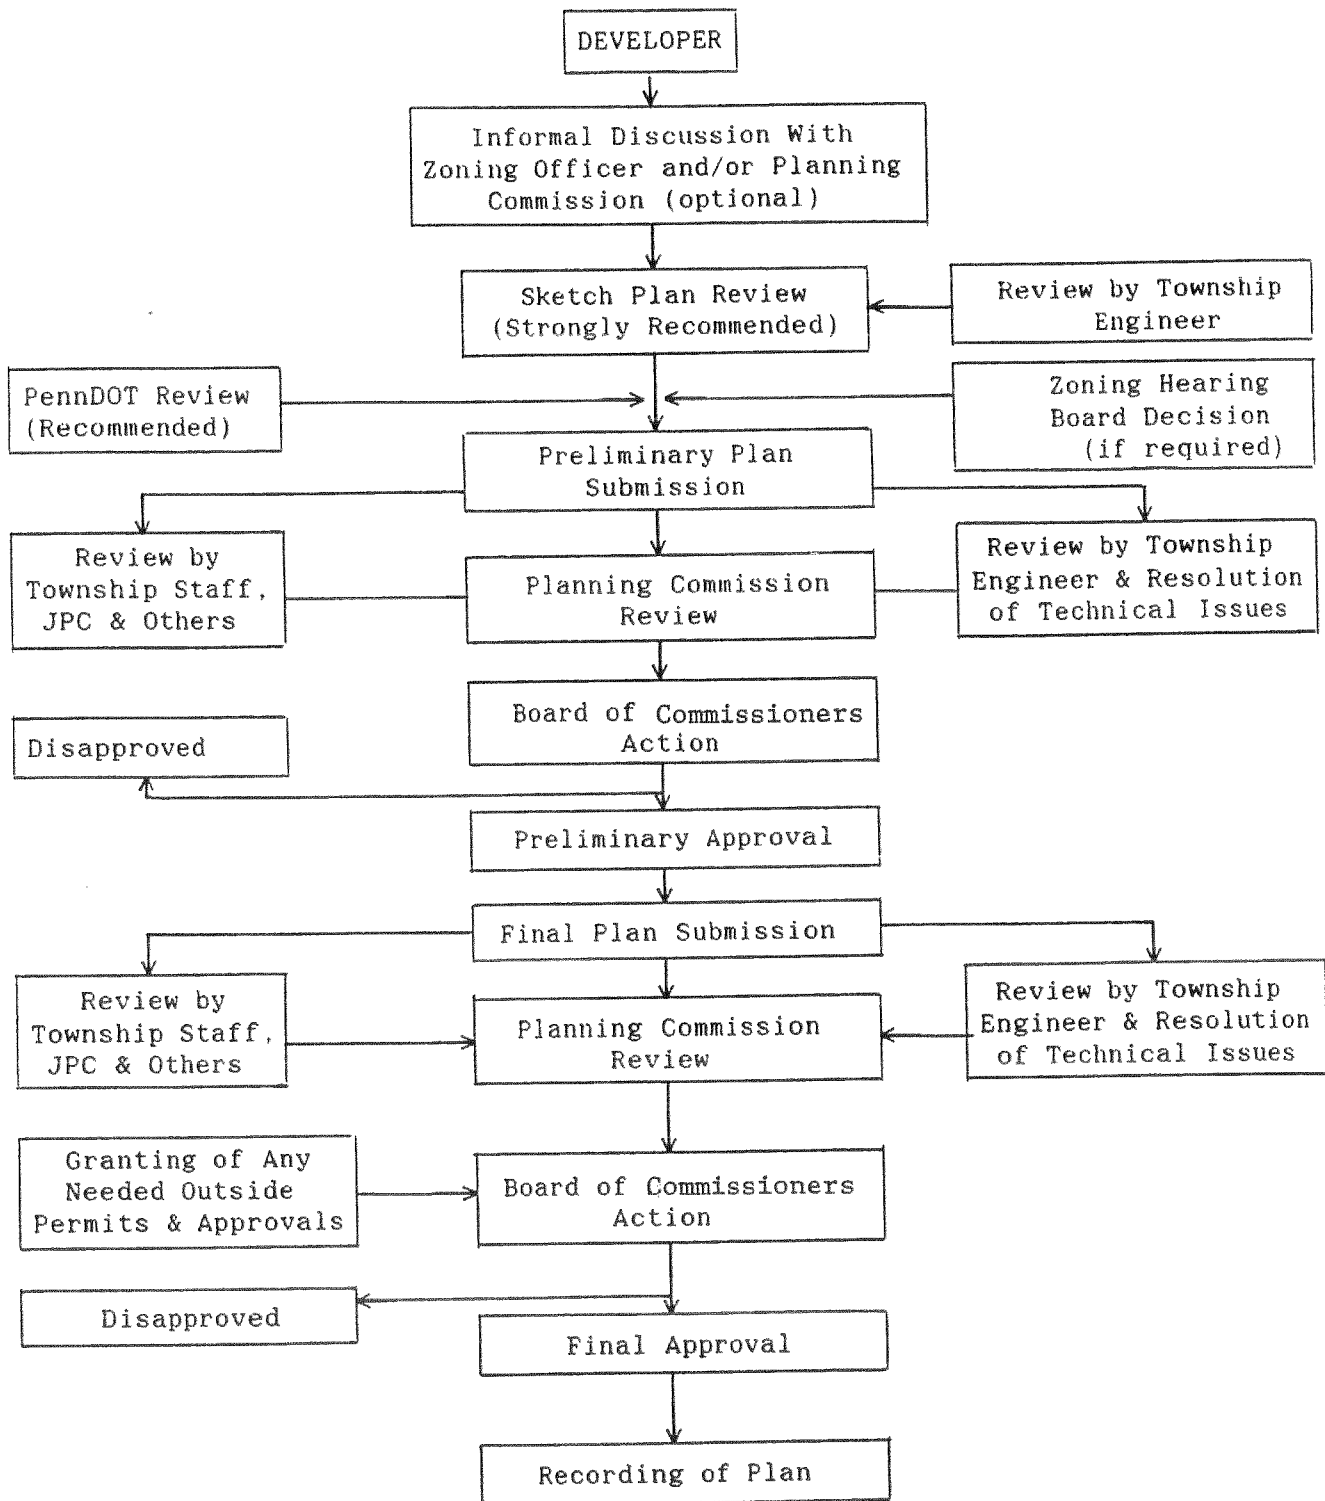 DEVELOPER
Informal Discussion With
Zoning Officer and/or Planning
Commission (optional)
Sketch Plan Review
(Strongly Recommended)
Review by Township
Engineer
PennDOT Review
(Recommended)
Zoning Hearing
Board Decision
(if required)
Preliminary Plan
Submission
Review by
Township Staff,
JPC & Others
Planning Commission
Review
Review by Township
Engineer & Resolution
of Technical Issues
Board of Commissioners
Action
Disapproved
Preliminary Approval
Final Plan Submission
Review by
Township Staff,
JPC & Others
Planning Commission
Review
Review by Township
Engineer & Resolution
of Technical Issues
Granting of Any
Needed Outside
Permits & Approvals
Board of Commissioners
Action
Disapproved
Final Approval
Recording of Plan